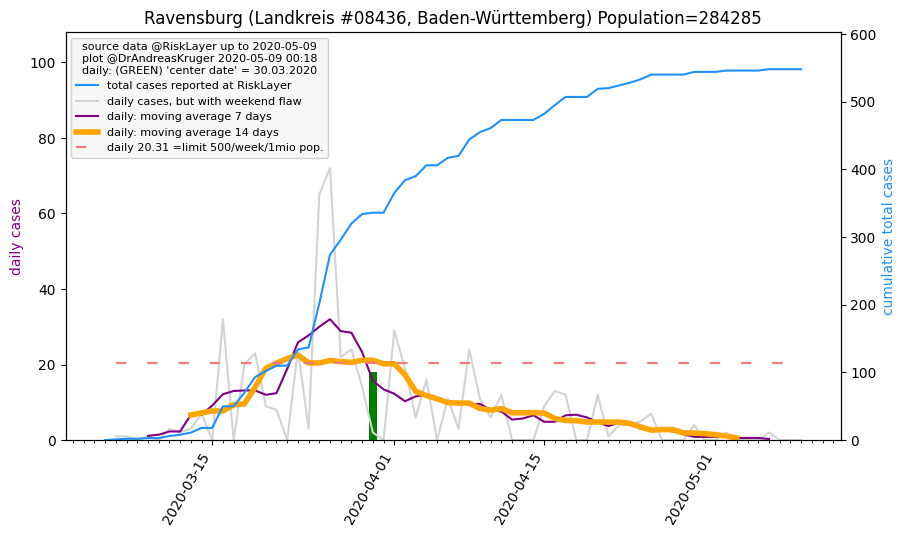 Ravensburg (Landkreis #08436, Baden-Württemberg) Population=284285
source data @RiskLayer up to 2020-05-09
plot @DrAndreasKruger 2020-05-09 00:18
daily: (GREEN) 'center date' = 30.03.2020
total cases reported at RiskLayer
daily cases, but with weekend flaw
daily: moving average 7 days
daily: moving average 14 days
daily 20.31 =limit 500/week/1mio pop.
daily cases
100
80
60
40
20
0
cumulative total cases
600
500
400
300
200
100
0
2020-03-15
2020-04-01
2020-04-15
2020-05-01